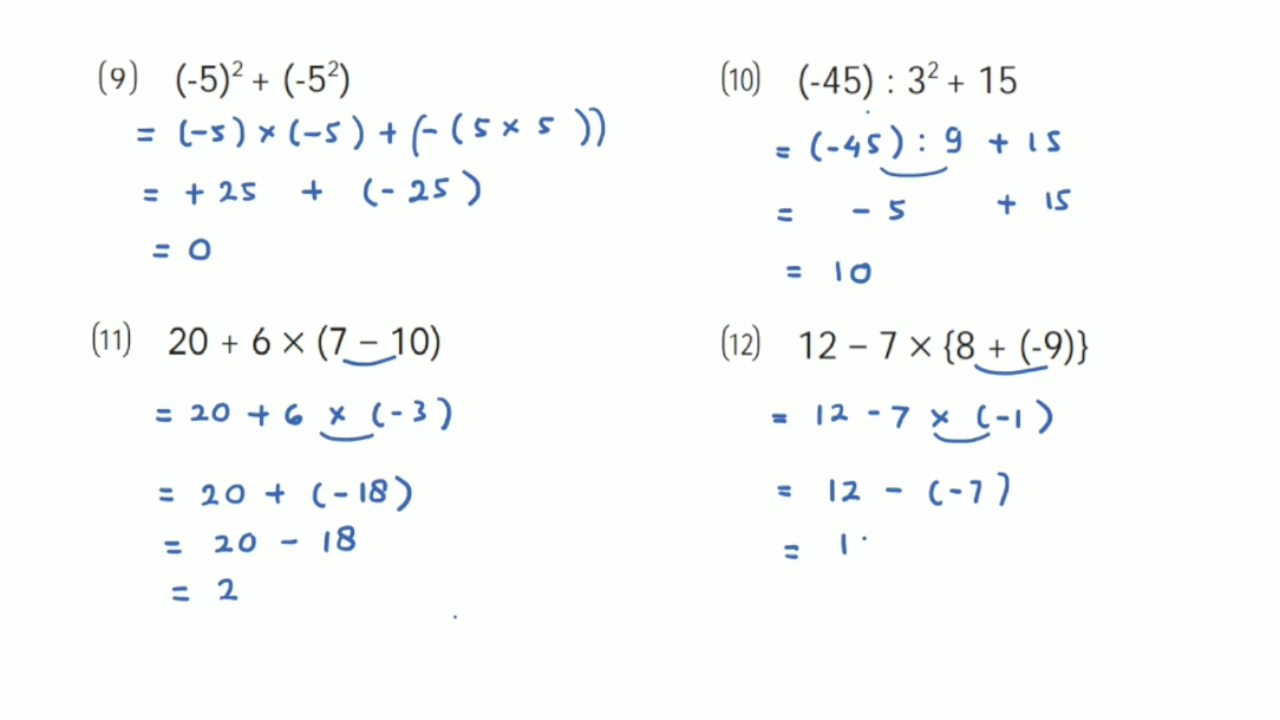 (9) (-5)² + (-5²)
= (-5) × (-5) + (-(5 × 5))
= +25 + (-25)
= 0
(10) (-45) : 3² + 15
= (-45) : 9 + 15
= -5 + 15
= 10
(11) 20 + 6 × (7 – 10)
= 20 + 6 × (-3)
= 20 + (-18)
= 20 - 18
= 2
(12) 12 – 7 × {8 + (-9)}
= 12 - 7 × (-1)
= 12 - (-7)
= 1